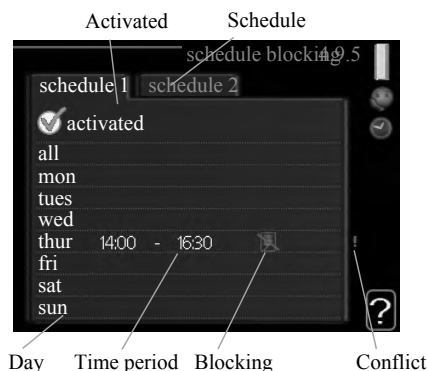 Activated Schedule
schedule blocking 4.9.5
schedule 1 schedule 2
activated
all
mon
tues
wed
thur 14:00 - 16:30
fri
sat
sun
!
?
Day Time period Blocking Conflict